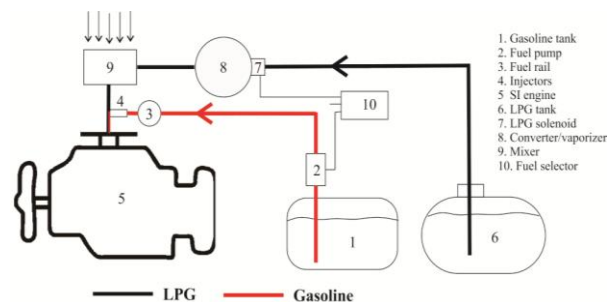 9
8
7
4
3
10
2
5
1
6
1. Gasoline tank
2. Fuel pump
3  Fuel rail
4  Injectors
5  SI engine
6. LPG tank
7. LPG solenoid
8. Converter/vaporizer
9. Mixer
10. Fuel selector
LPG Gasoline